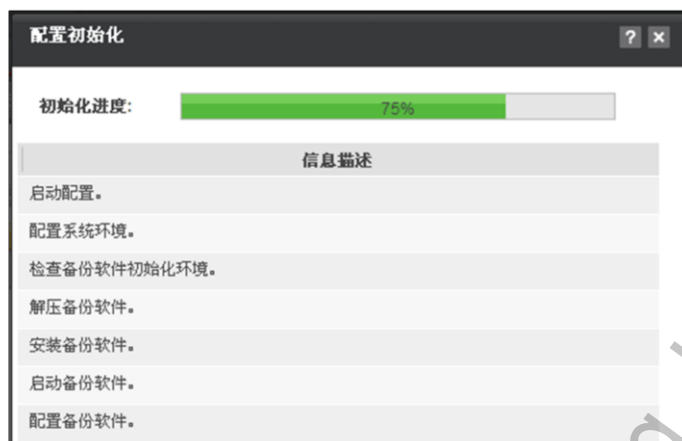 配置初始化
初始化进度:
75%
信息描述
启动配置。
配置系统环境。
检查备份软件初始化环境。
解压备份软件。
安装备份软件。
启动备份软件。
配置备份软件。